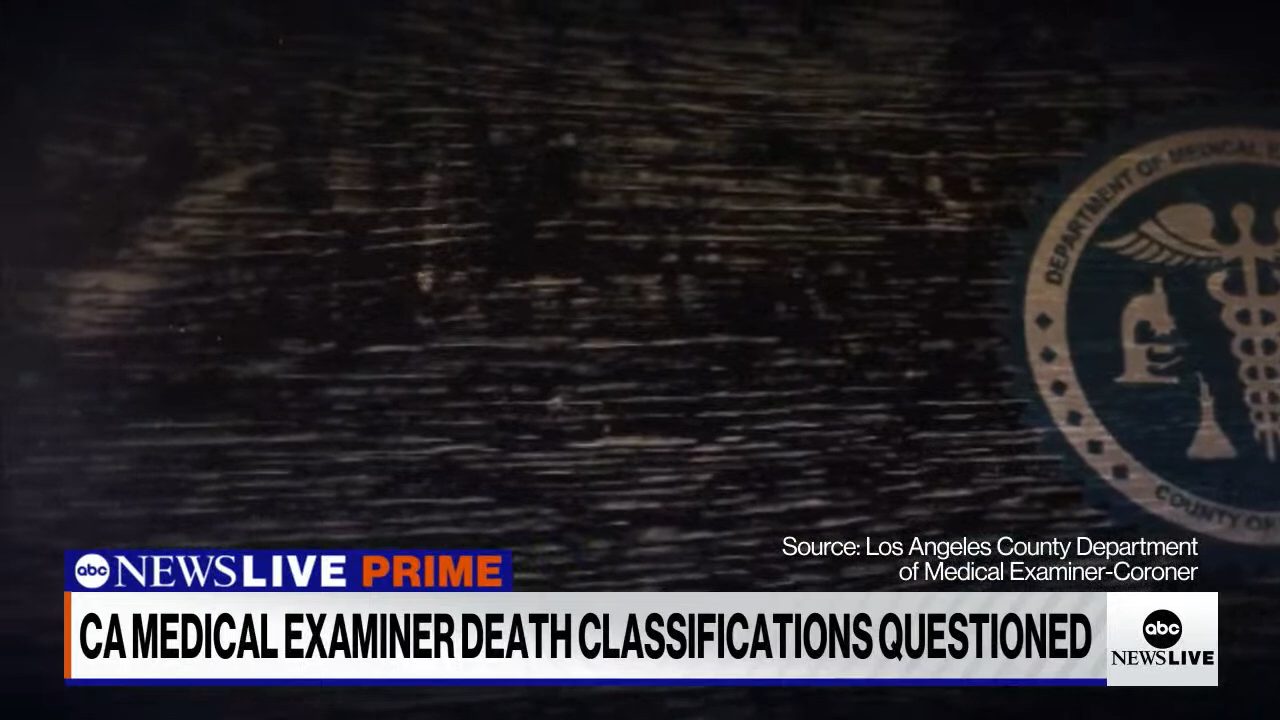 DEPARTMENT OF MEDICAL
COUNTY OF
Source: Los Angeles County Department
of Medical Examiner-Coroner
abc NEWS LIVE PRIME
CA MEDICAL EXAMINER DEATH CLASSIFICATIONS QUESTIONED
abc
NEWS LIVE